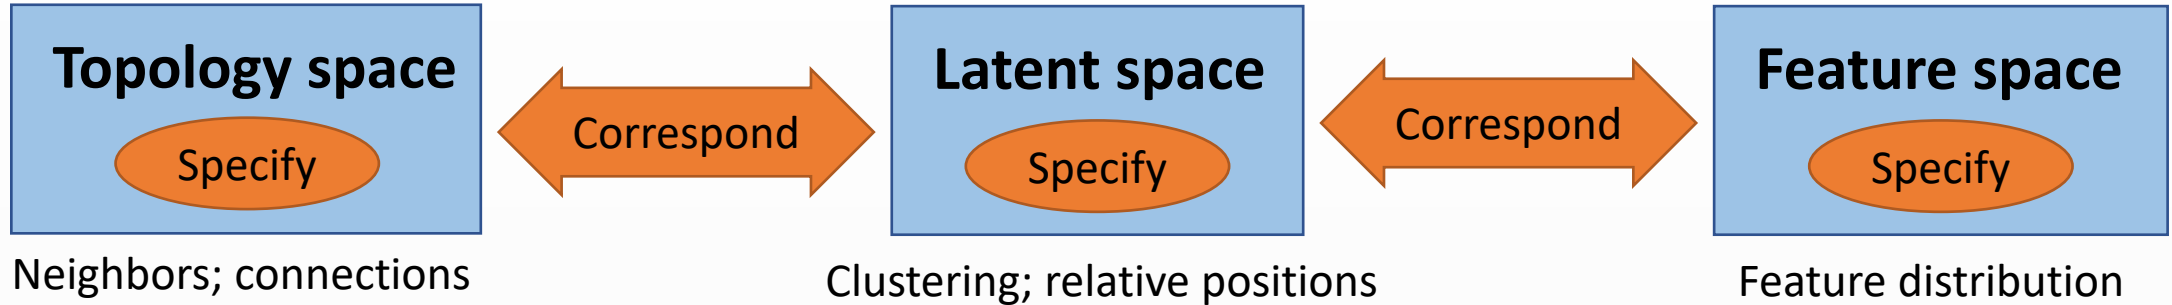 Topology space
Specify
Neighbors; connections
Correspond
Latent space
Specify
Clustering; relative positions
Correspond
Feature space
Specify
Feature distribution